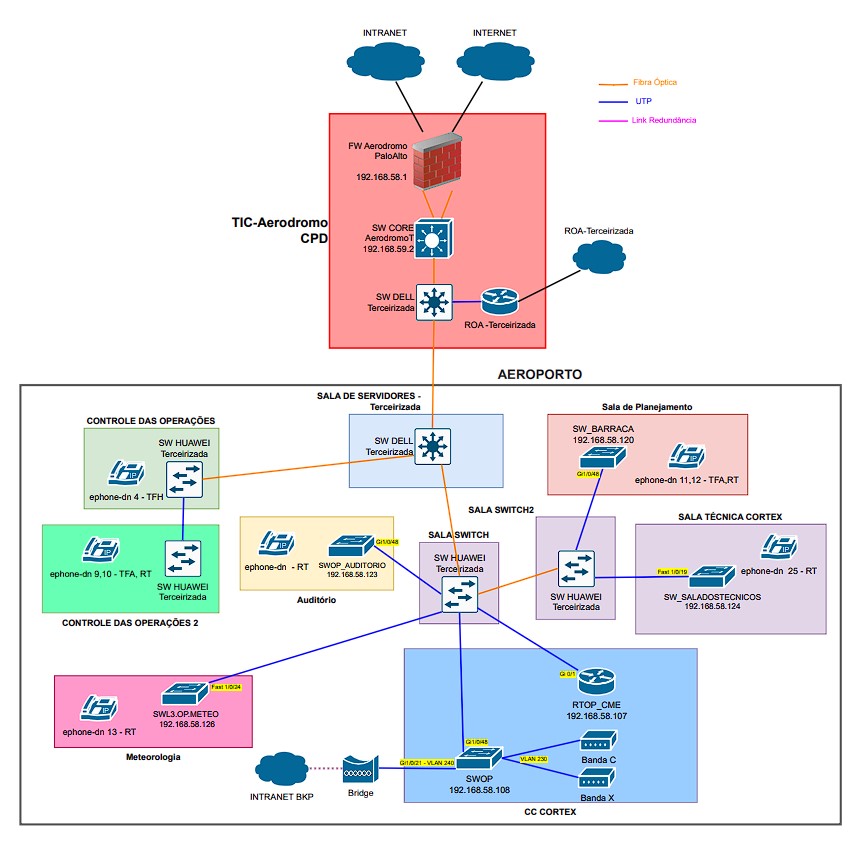 INTRANET
INTERNET
Fibra Óptica
UTP
Link Redundância
FW Aerodromo
PaloAlto
192.168.58.1
TIC-Aerodromo
CPD
SW CORE
AerodromoT
192.168.59.2
ROA-Terceirizada
SW DELL
Terceirizada
ROA -Terceirizada
AEROPORTO
SALA DE SERVIDORES -
Terceirizada
SW DELL
Terceirizada
CONTROLE DAS OPERAÇÕES
SW HUAWEI
Terceirizada
IP
ephone-dn 4 - TFH
Sala de Planejamento
SW_BARRACA
192.168.58.120
Gi1/0/48
IP
ephone-dn 11,12 - TFA,RT
IP
ephone-dn 9,10 - TFA, RT
SW HUAWEI
Terceirizada
CONTROLE DAS OPERAÇÕES 2
IP
ephone-dn - RT
Gi1/0/48
SWOP_AUDITORIO
192.168.58.123
Auditório
SALA SWITCH
SW HUAWEI
Terceirizada
SALA SWITCH2
SW HUAWEI
Terceirizada
SALA TÉCNICA CORTEX
IP
ephone-dn 25 - RT
Fast 1/0/19
SW_SALADOSTECNICOS
192.168.58.124
IP
ephone-dn 13 - RT
Fast 1/0/24
SWL3.OP.METEO
192.168.58.126
Meteorologia
Gi 0/1
RTOP_CME
192.168.58.107
Gi1/0/48
Gi1/0/21 - VLAN 240
VLAN 230
SWOP
192.168.58.108
Banda C
Banda X
INTRANET BKP
Bridge
CC CORTEX